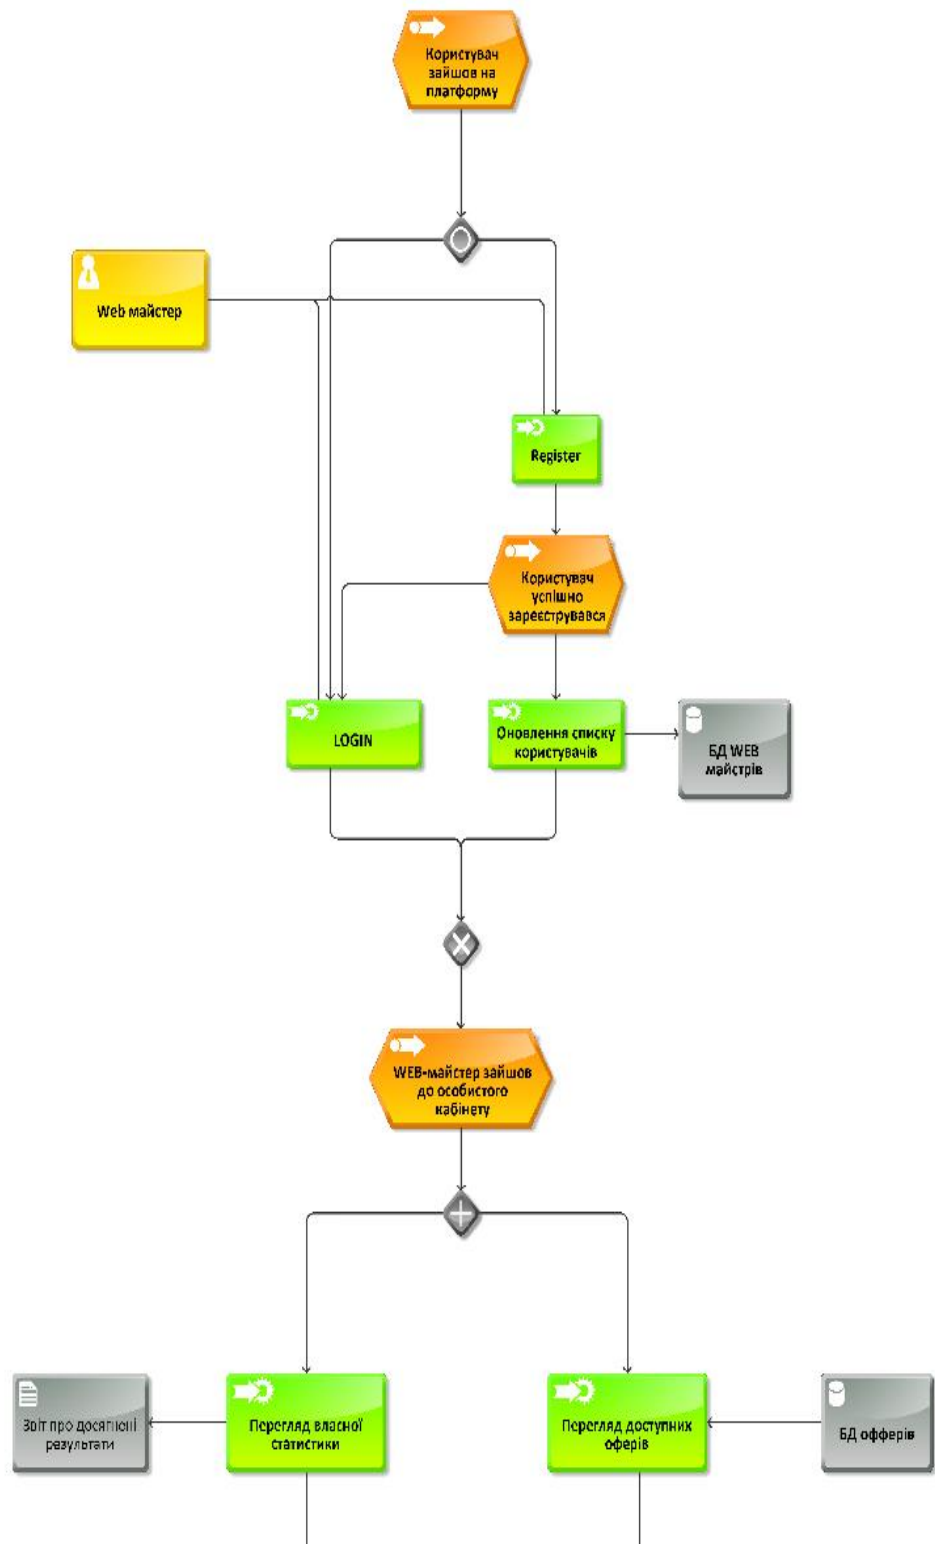 Користувач
зайшов на
платформу
Web майстер
Register
Користувач
успішно
зареєструвався
LOGIN
Оновлення списку
користувачів
БД WEB
майстрів
WEB-майстер зайшов
до особистого
кабінету
Звіт про досягнені
результати
Перегляд власної
статистики
Перегляд доступних
оферів
БД офферів